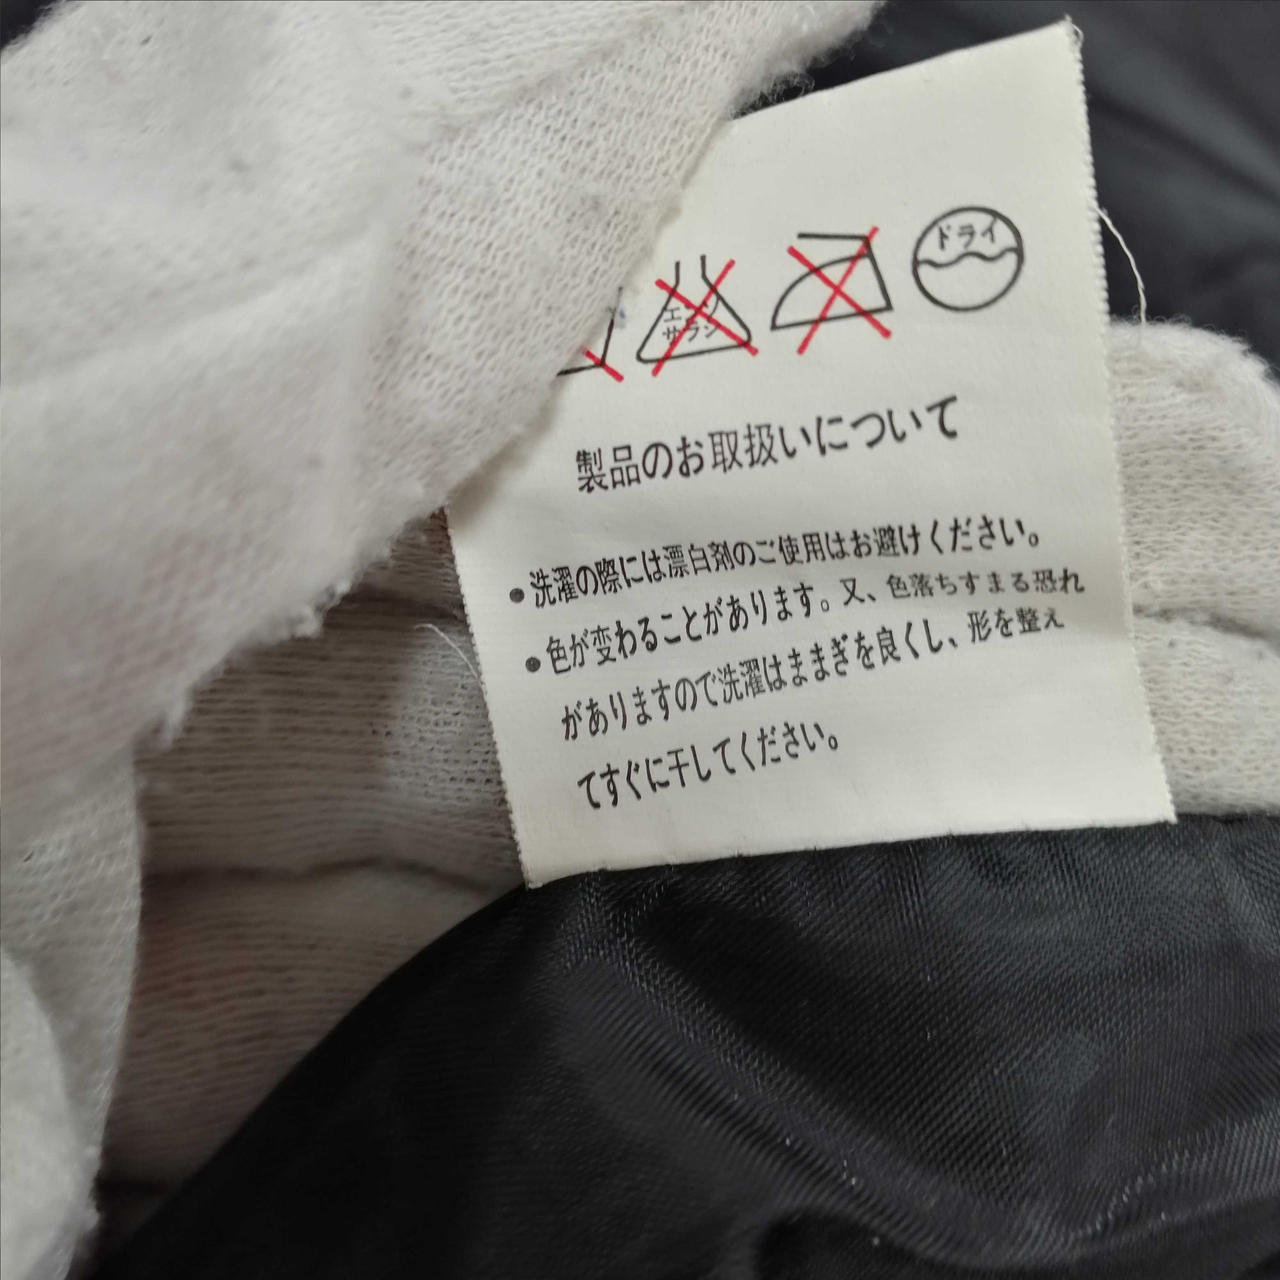 エンソ
サラシ
ドライ
製品のお取扱いについて
●洗濯の際には漂白剤のご使用はお避けください。
●色が変わることがあります。又、色落ちすまる恐れ
がありますので洗濯はままぎを良くし、形を整え
てすぐに干してください。